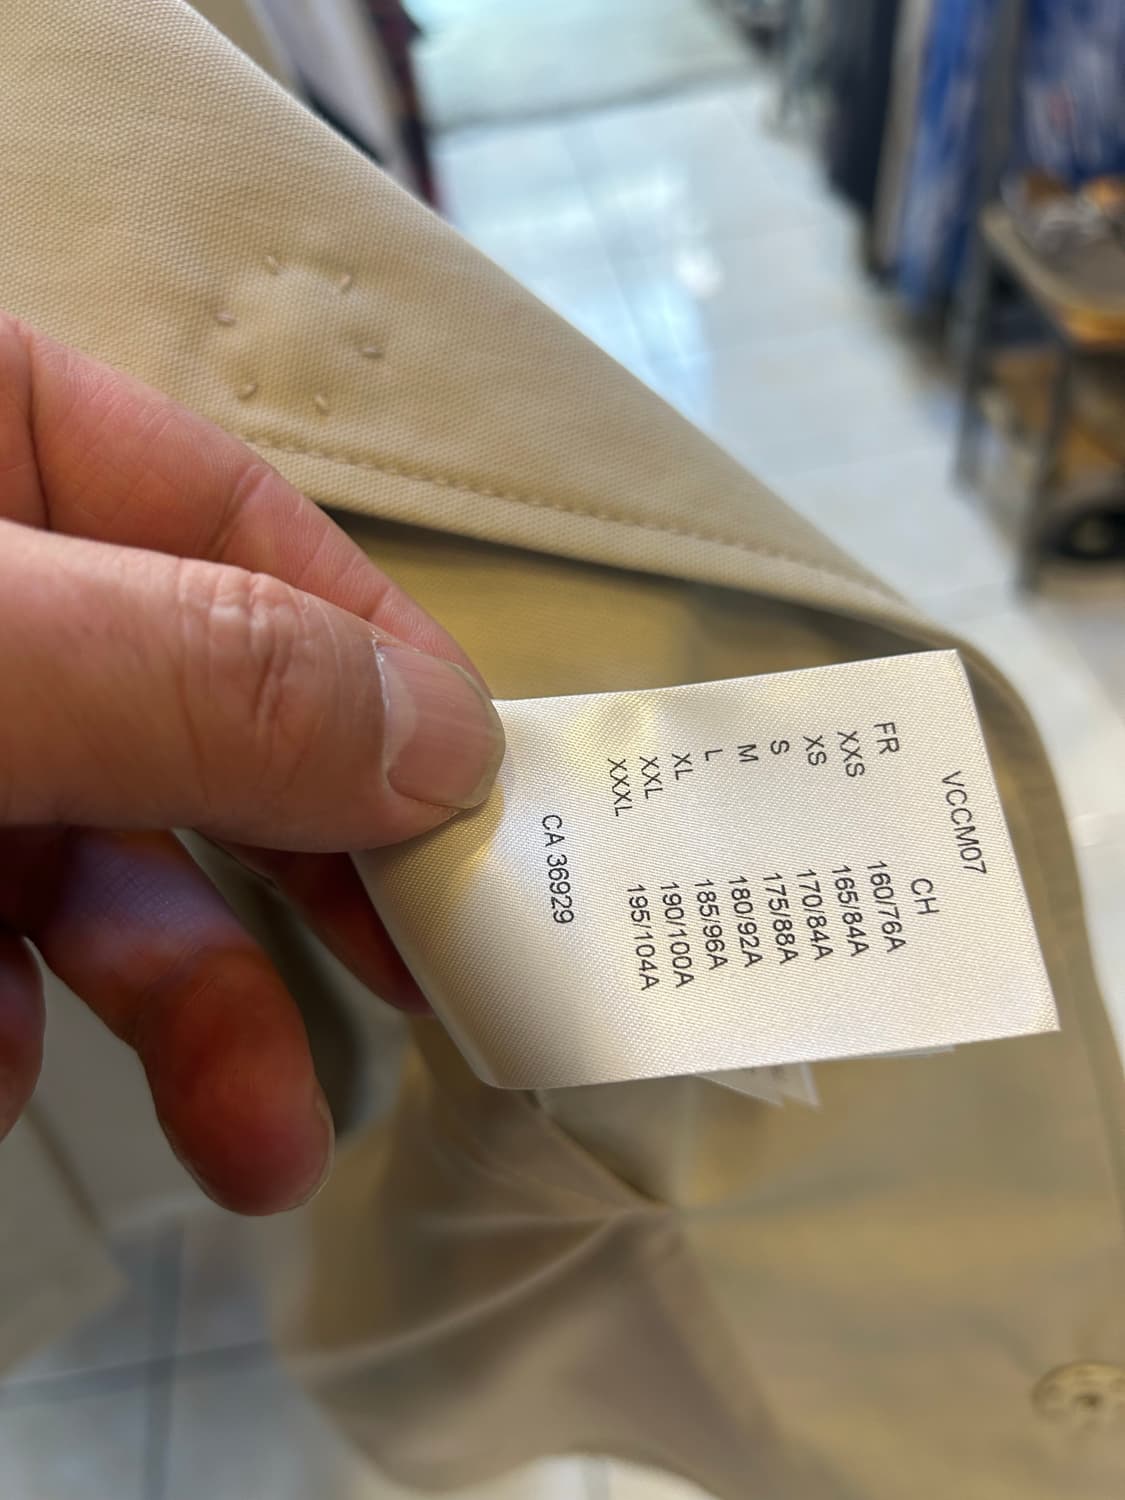 VCCM07
FR CH
XXS 160/76A
XS 165/84A
S 170/84A
M 175/88A
L 180/92A
XL 185/96A
XXL 190/100A
XXXL 195/104A
CA 36929